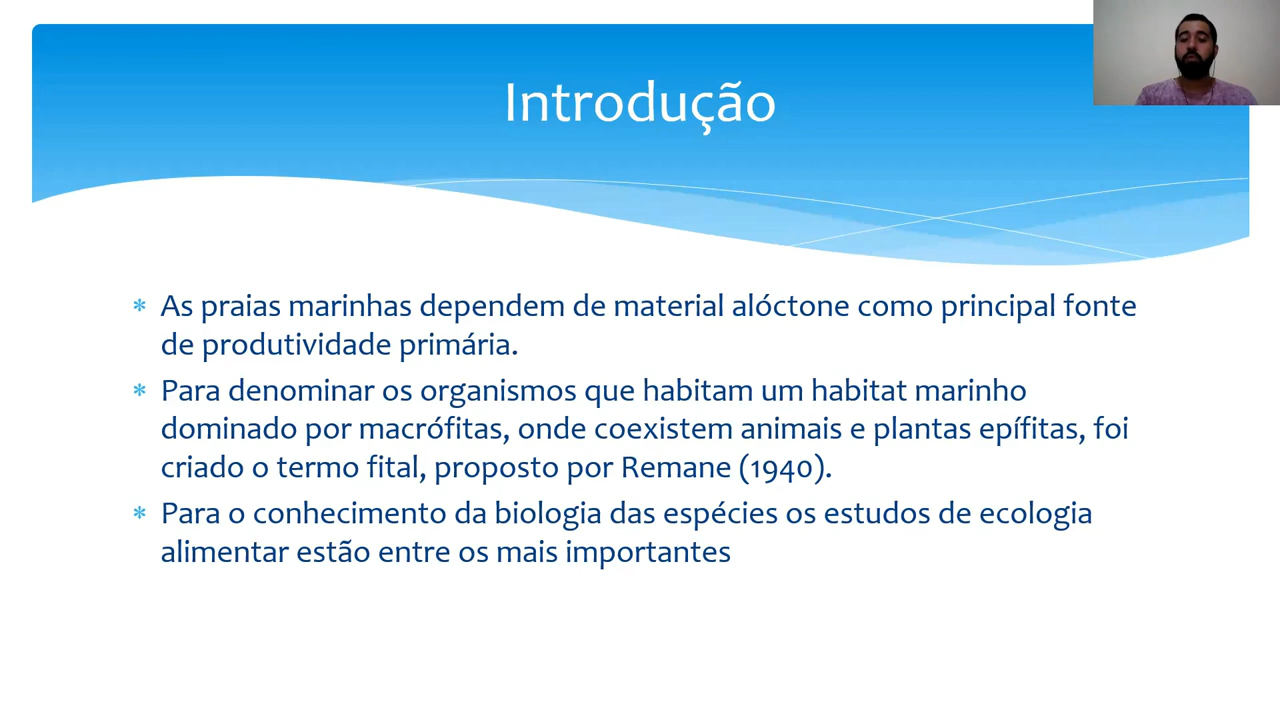 Introdução
* As praias marinhas dependem de material alóctone como principal fonte
de produtividade primária.
* Para denominar os organismos que habitam um habitat marinho
dominado por macrófitas, onde coexistem animais e plantas epífitas, foi
criado o termo fital, proposto por Remane (1940).
* Para o conhecimento da biologia das espécies os estudos de ecologia
alimentar estão entre os mais importantes